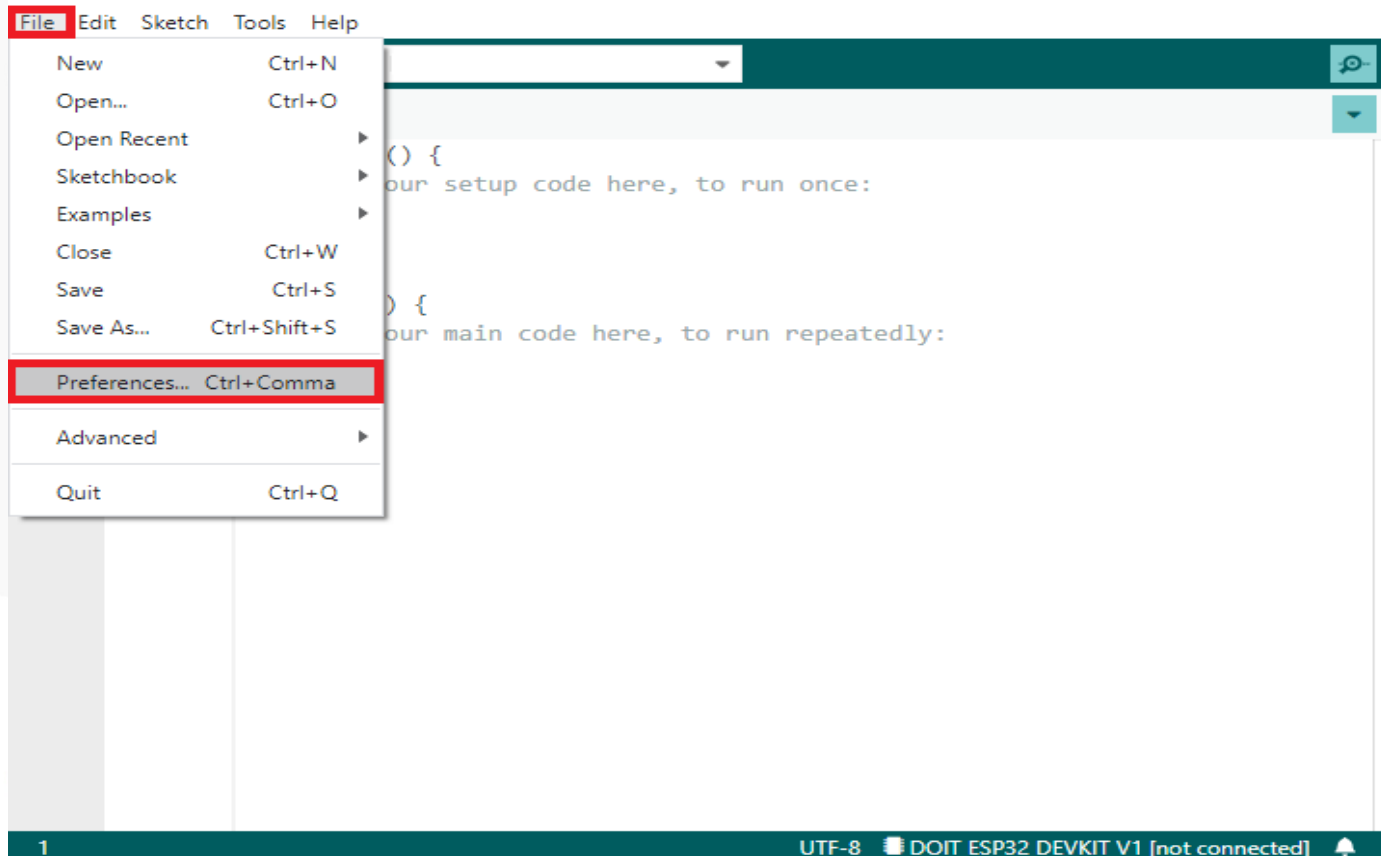 File Edit Sketch Tools Help
New Ctrl+N
Open... Ctrl+O
Open Recent
Sketchbook
Examples
Close Ctrl+W
Save Ctrl+S
Save As... Ctrl+Shift+S
Preferences... Ctrl+Comma
Advanced
Quit Ctrl+Q
() {
our setup code here, to run once:
) {
our main code here, to run repeatedly:
1 UTF-8 DOIT ESP32 DEVKIT V1 [not connected]